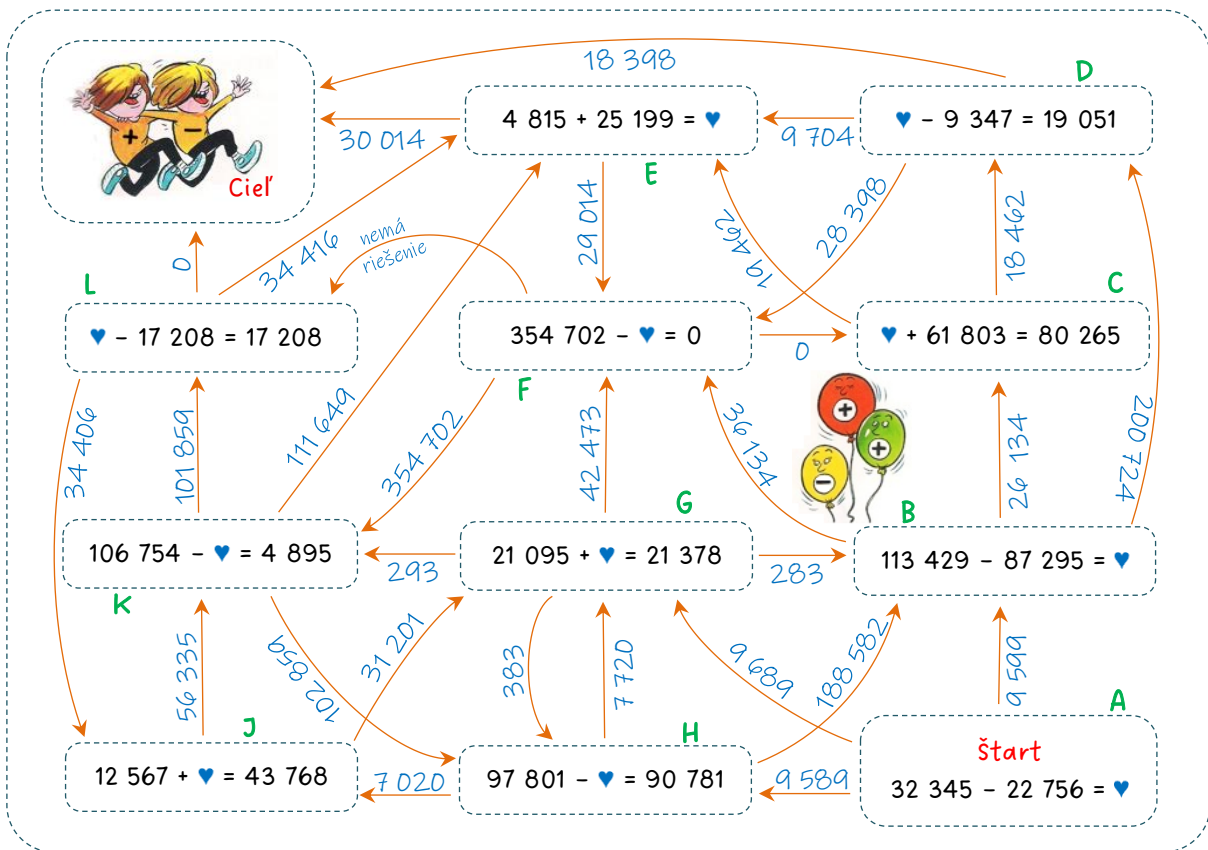 18 398
D
4 815 + 25 199 = ♥
♥ – 9 347 = 19 051
30 014
9 704
+
–
Cieľ
E
34 416
nemá
riešenie
29 014
19 462
28 398
18 462
0
L
C
♥ – 17 208 = 17 208
354 702 – ♥ = 0
♥ + 61 803 = 80 265
0
F
34 406
101 859
111 649
354 702
42 473
36 134
+
+
–
26 134
200 724
G
B
106 754 – ♥ = 4 895
21 095 + ♥ = 21 378
113 429 – 87 295 = ♥
293
283
K
56 335
102 859
31 201
383
7 720
188 582
9 689
9 599
J
H
A
12 567 + ♥ = 43 768
97 801 – ♥ = 90 781
štart
32 345 – 22 756 = ♥
7 020
9 589